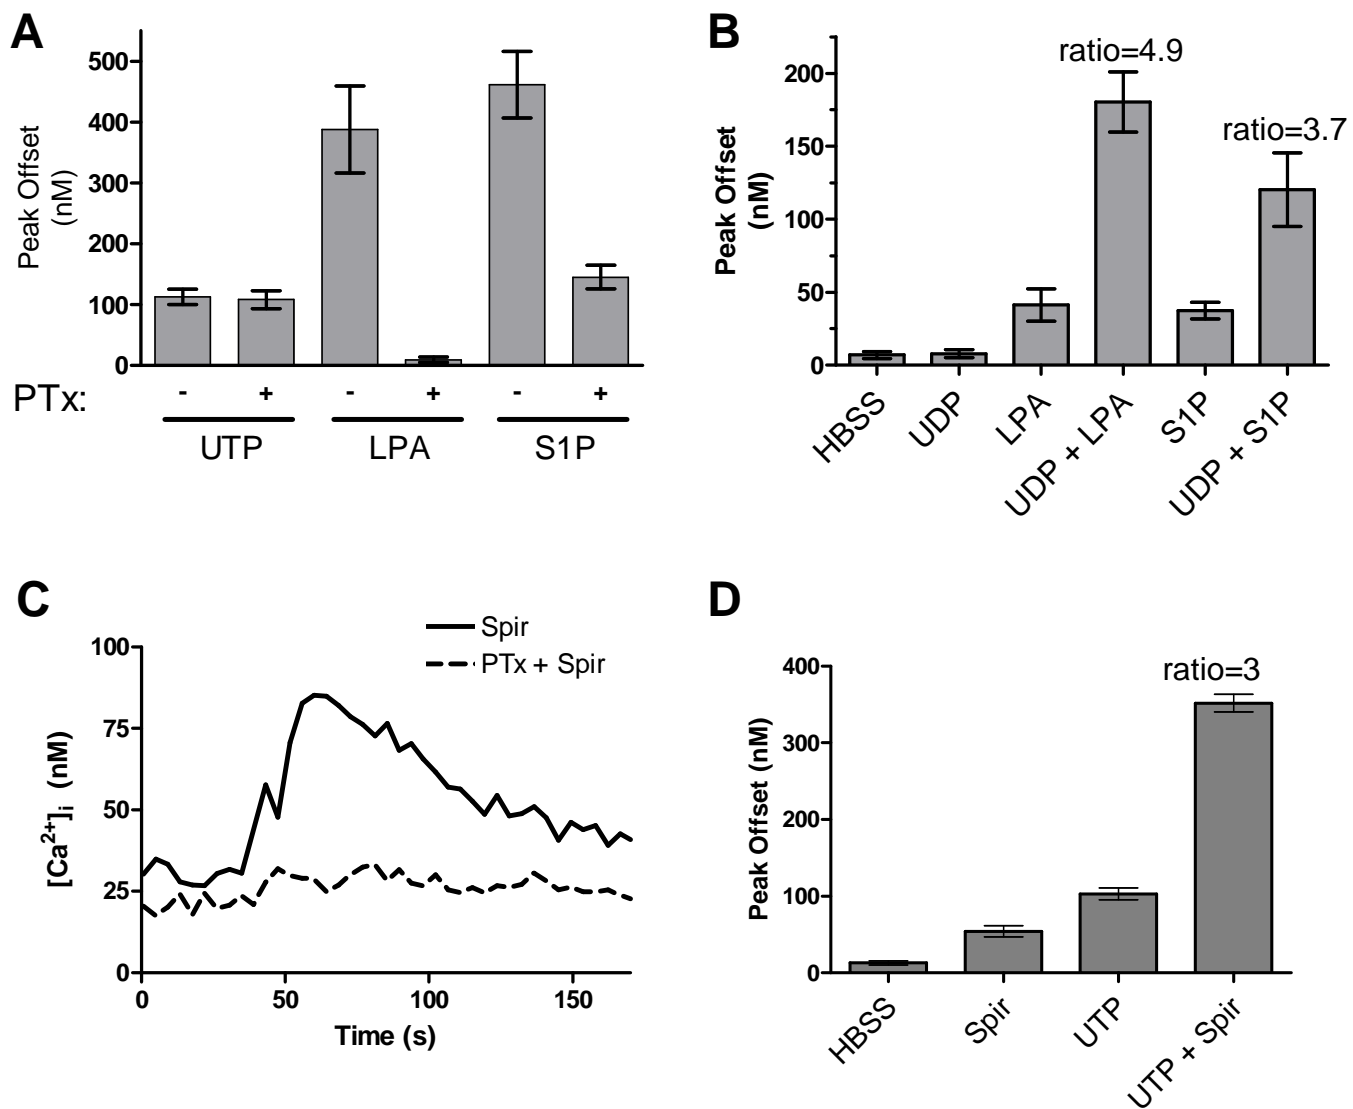 A
Peak Offset
(nM)
500
400
300
200
100
0
PTx:
- + - + - +
UTP LPA S1P
B
Peak Offset
(nM)
200
150
100
50
0
ratio=4.9
ratio=3.7
HBSS
UDP
LPA
UDP + LPA
S1P
UDP + S1P
C
Spir
PTx + Spir
[Ca2+]i (nM)
100
75
50
25
0
0 50 100 150
Time (s)
D
Peak Offset (nM)
400
300
200
100
0
ratio=3
HBSS
Spir
UTP
UTP + Spir